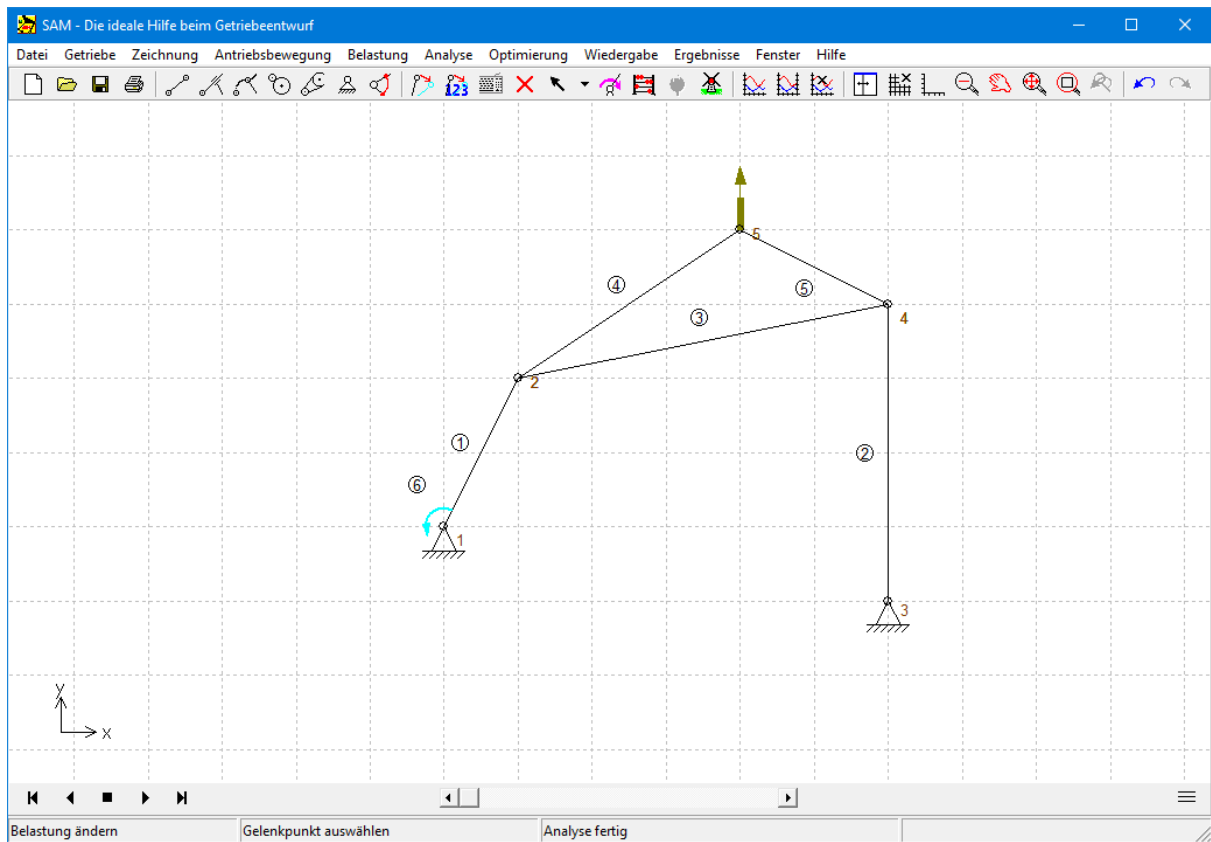 SAM - Die ideale Hilfe beim Getriebeentwurf
Datei Getriebe Zeichnung Antriebsbewegung Belastung Analyse Optimierung Wiedergabe Ergebnisse Fenster Hilfe
123
5
4
5
3
4
2
1
2
6
1
3
y
x
Belastung ändern Gelenkpunkt auswählen Analyse fertig